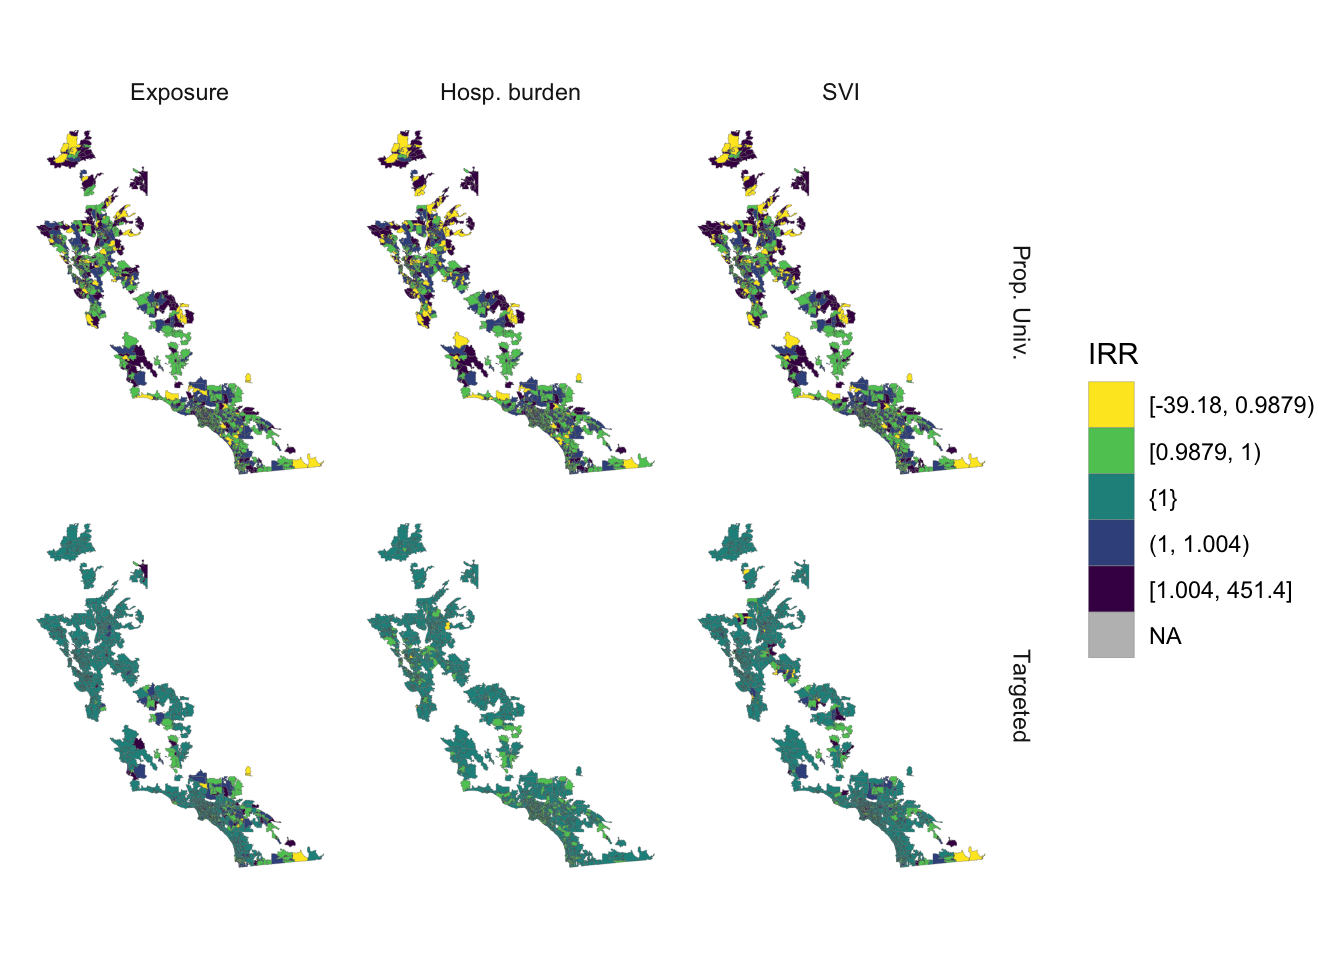 Exposure
Hosp. burden
SVI
Prop. Univ.
Targeted
IRR
[-39.18, 0.9879)
[0.9879, 1)
{1}
(1, 1.004)
[1.004, 451.4]
NA